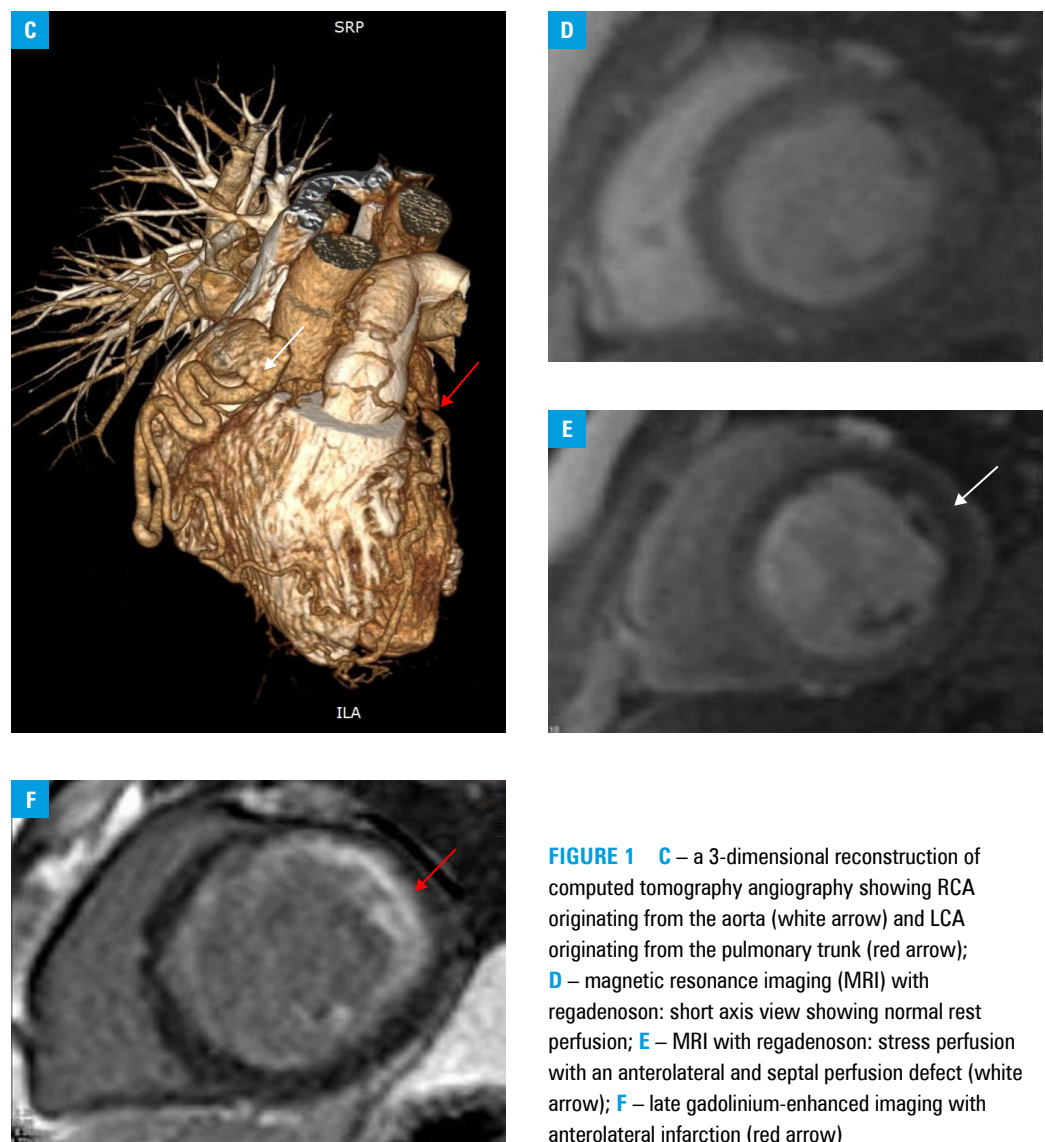 C
SRP
ILA
D
E
F
FIGURE 1 C – a 3-dimensional reconstruction of
computed tomography angiography showing RCA
originating from the aorta (white arrow) and LCA
originating from the pulmonary trunk (red arrow);
D – magnetic resonance imaging (MRI) with
regadenoson: short axis view showing normal rest
perfusion; E – MRI with regadenoson: stress perfusion
with an anterolateral and septal perfusion defect (white
arrow); F – late gadolinium-enhanced imaging with
anterolateral infarction (red arrow)